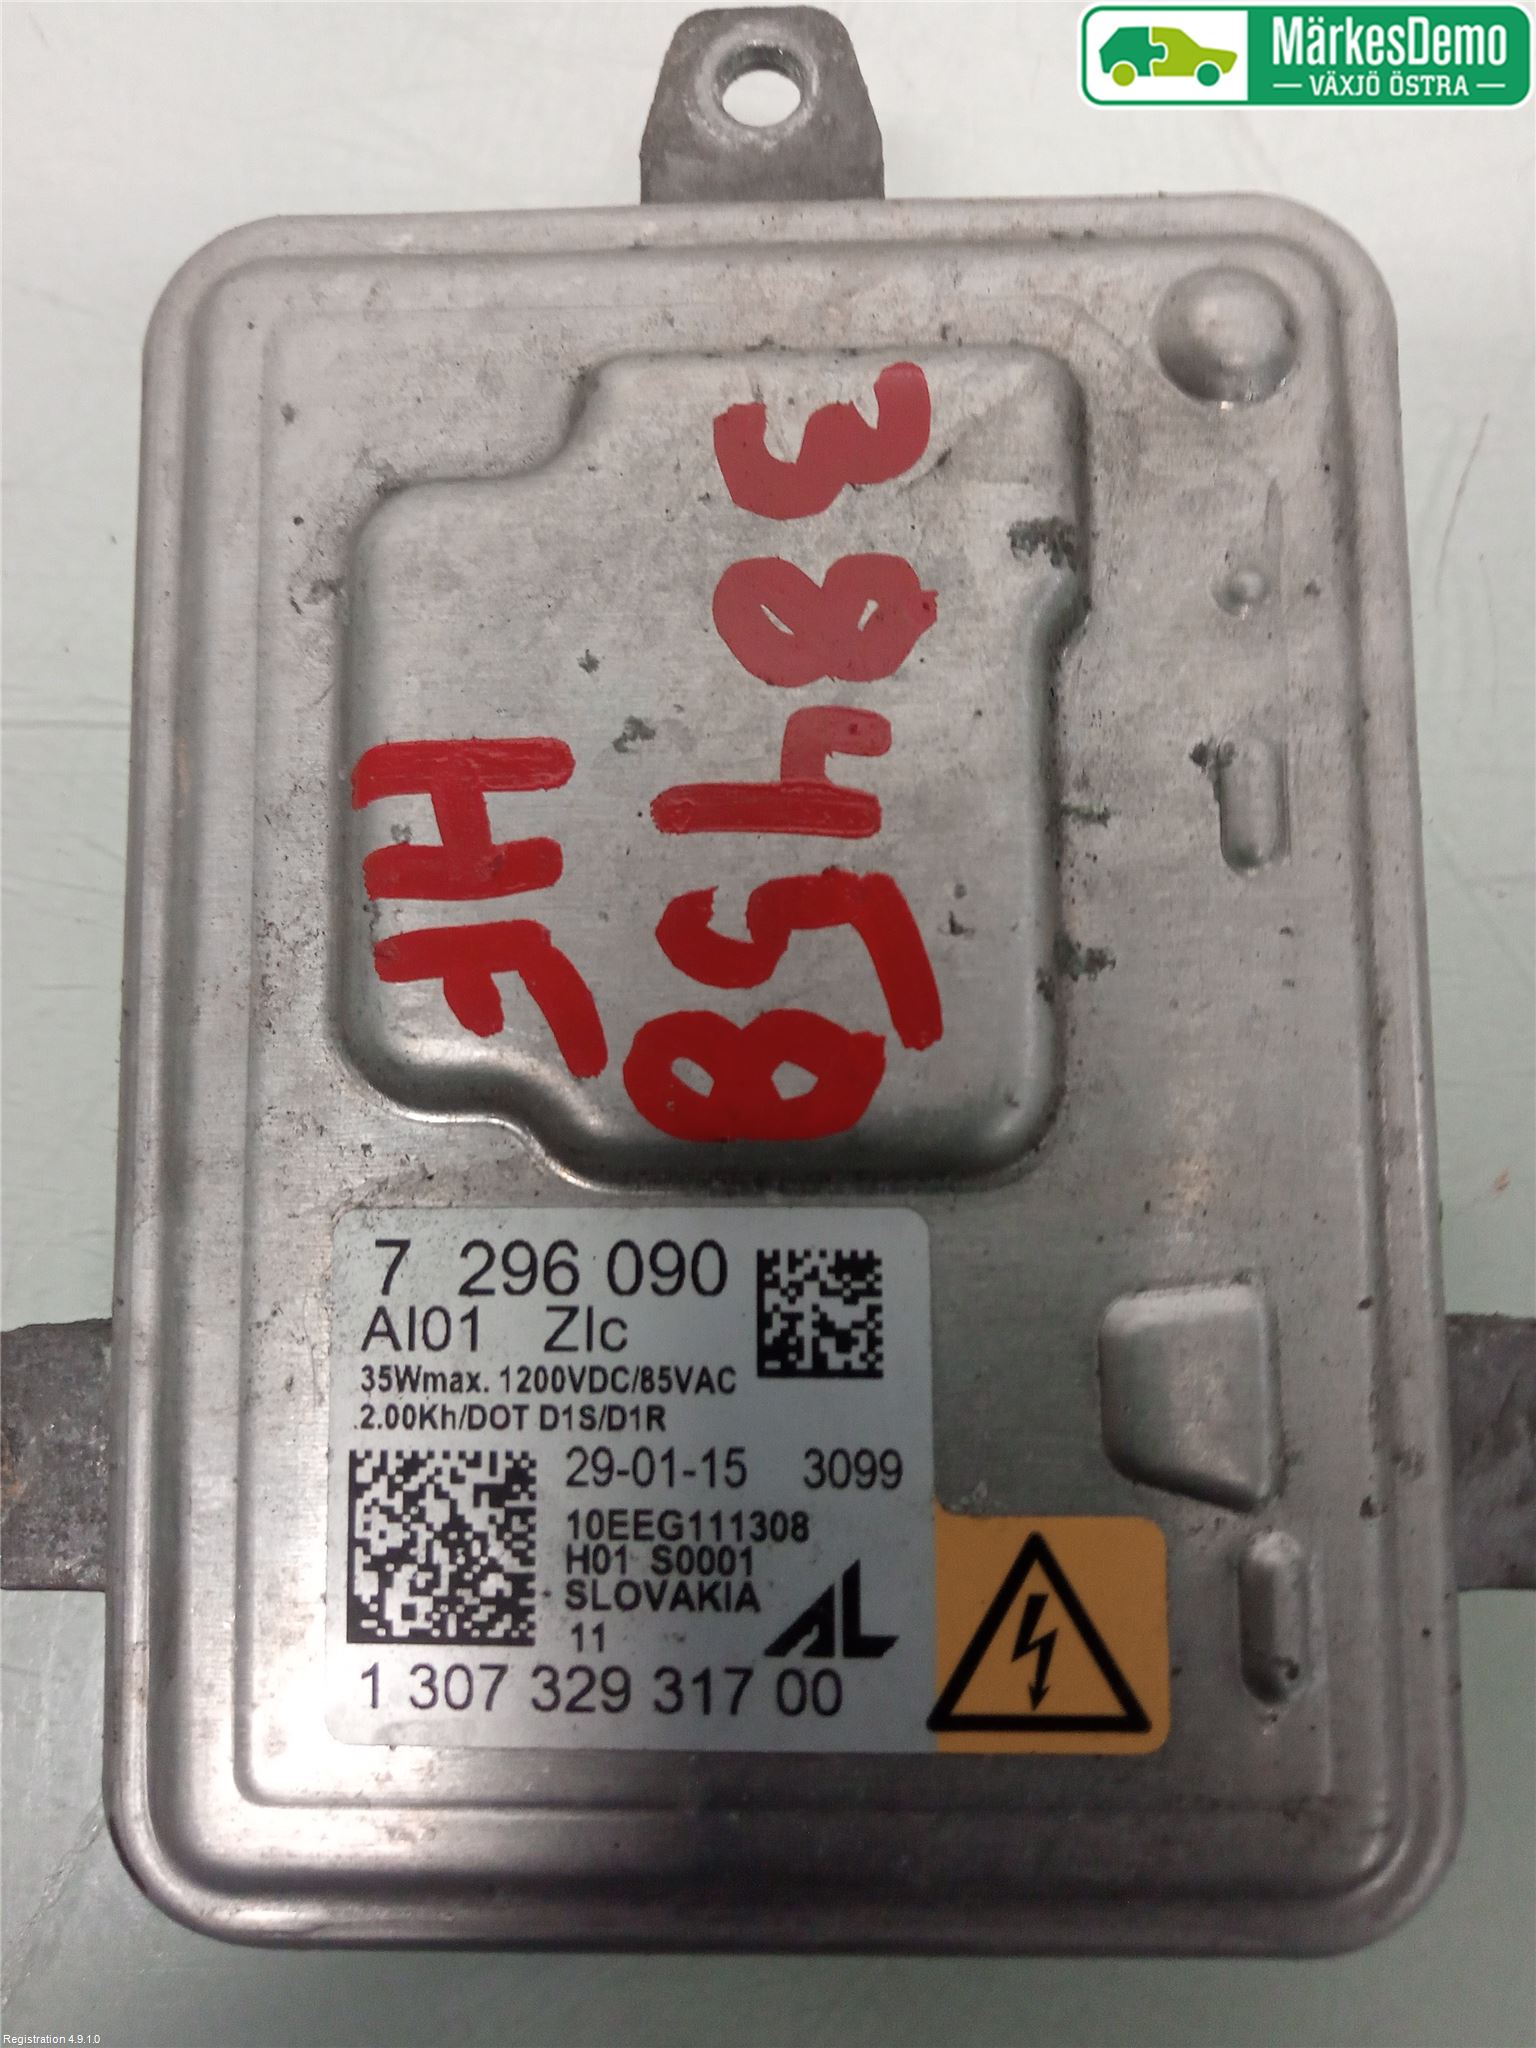 MärkesDemo
VÄXJÖ ÖSTRA
38458
HF
7 296 090
AI01 ZIc
35Wmax. 1200VDC/85VAC
2.00Kh/DOT D1S/D1R
29-01-15 3099
10EEG111308
H01 S0001
SLOVAKIA
11
AL
1 307 329 317 00
Registration 4.9.1.0